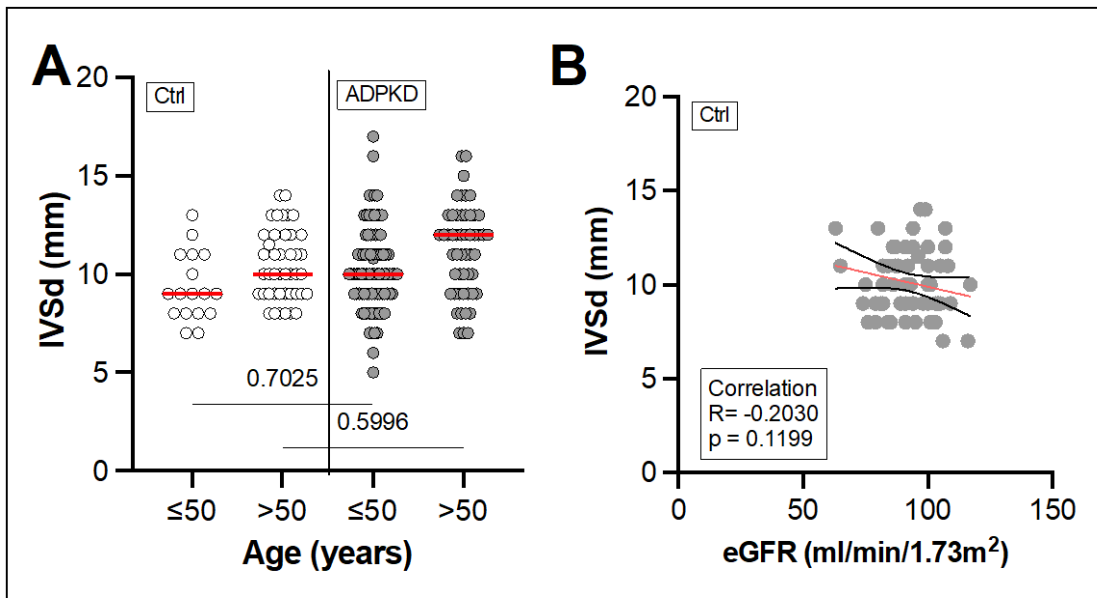 A
Ctrl
ADPKD
IVSd (mm)
20
15
10
5
0
0.7025
0.5996
≤50
>50
≤50
>50
Age (years)
B
Ctrl
IVSd (mm)
20
15
10
5
0
Correlation
R= -0.2030
p = 0.1199
0
50
100
150
eGFR (ml/min/1.73m²)